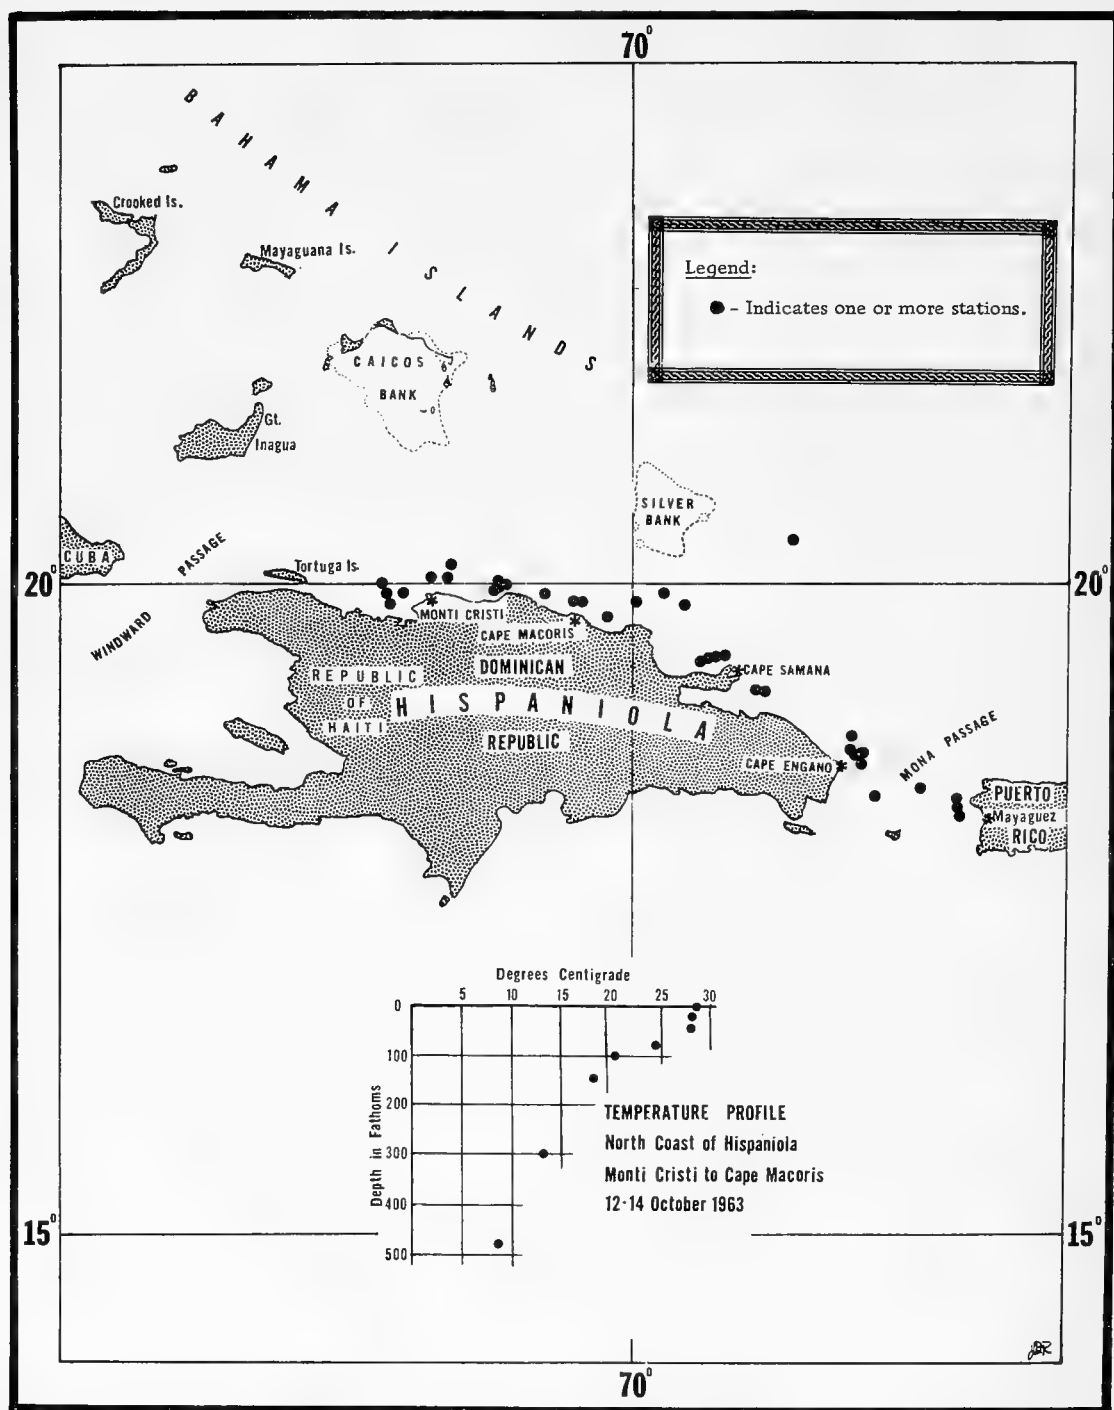 70°
BAHAMA ISLANDS
Crooked Is.
Mayaguana Is.
Legend:
● - Indicates one or more stations.
CAICOS
BANK
Gt.
Inagua
SILVER
BANK
CUBA
WINDWARD PASSAGE
Tortuga Is.
20°
20°
MONTI CRISTI
CAPE MACORIS
DOMINICAN
REPUBLIC
OF
HAITI
HISPANIOLA
REPUBLIC
CAPE SAMANA
CAPE ENGANO
MONA PASSAGE
PUERTO
Mayaguez
RICO
Degrees Centigrade
5 10 15 20 25 30
0
100
200
300
400
500
Depth in Fathoms
TEMPERATURE PROFILE
North Coast of Hispaniola
Monti Cristi to Cape Macoris
12-14 October 1963
15°
15°
70°